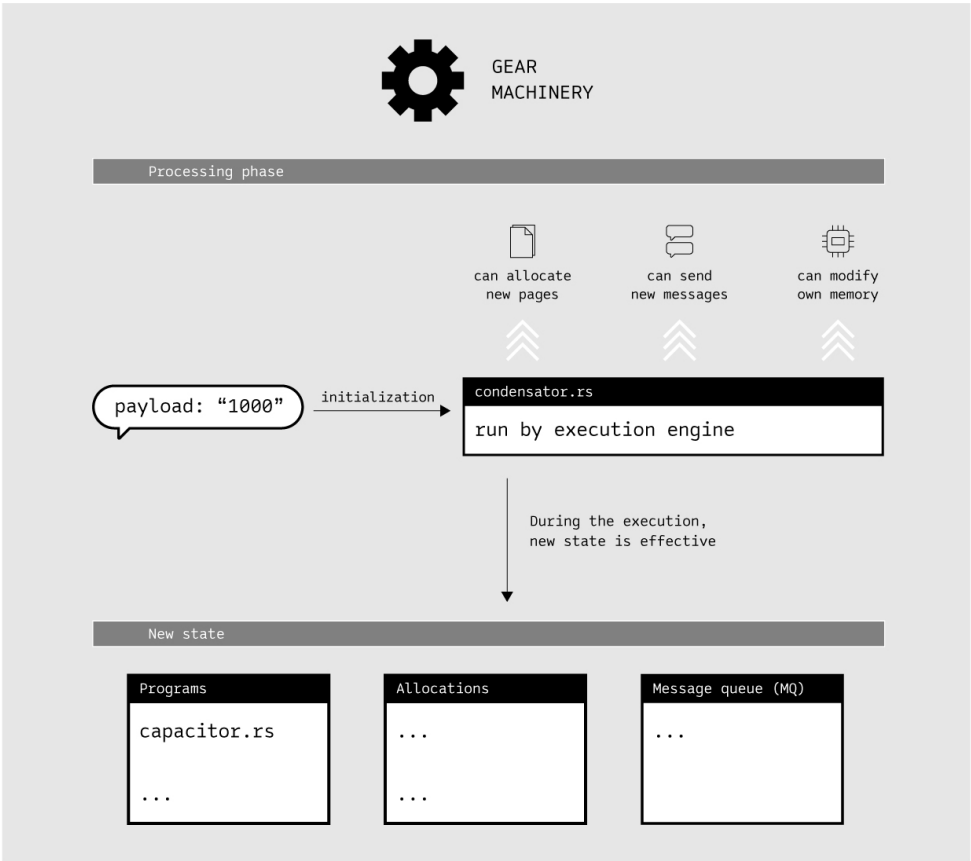 GEAR
MACHINERY
Processing phase
can allocate
new pages
can send
new messages
can modify
own memory
payload: “1000”
initialization
condensator.rs
run by execution engine
During the execution,
new state is effective
New state
Programs
capacitor.rs
...
Allocations
...
...
Message queue (MQ)
...